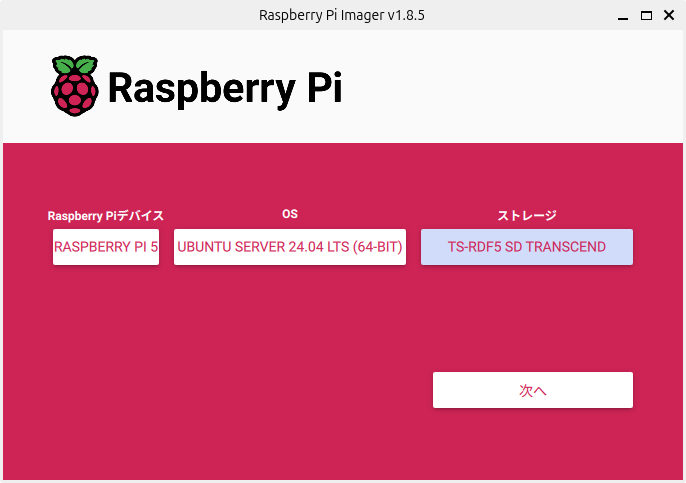 Raspberry Pi Imager v1.8.5
Raspberry Pi
Raspberry Piデバイス
OS
ストレージ
RASPBERRY PI 5
UBUNTU SERVER 24.04 LTS (64-BIT)
TS-RDF5 SD TRANSCEND
次へ